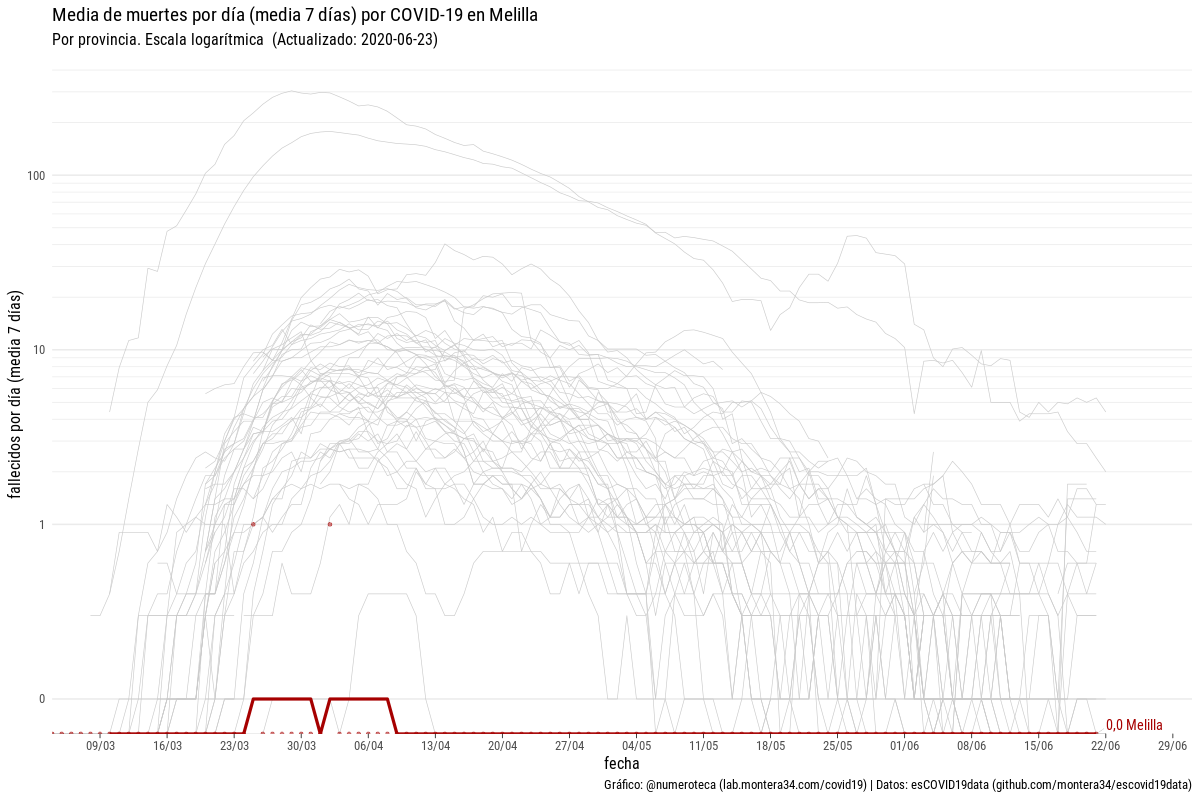 Media de muertes por día (media 7 días) por COVID-19 en Melilla
Por provincia. Escala logarítmica (Actualizado: 2020-06-23)
fallecidos por día (media 7 días)
100
10
1
0
0,0 Melilla
09/03 16/03 23/03 30/03 06/04 13/04 20/04 27/04 04/05 11/05 18/05 25/05 01/06 08/06 15/06 22/06 29/06
fecha
Gráfico: @numeroteca (lab.montera34.com/covid19) | Datos: esCOVID19data (github.com/montera34/escovid19data)